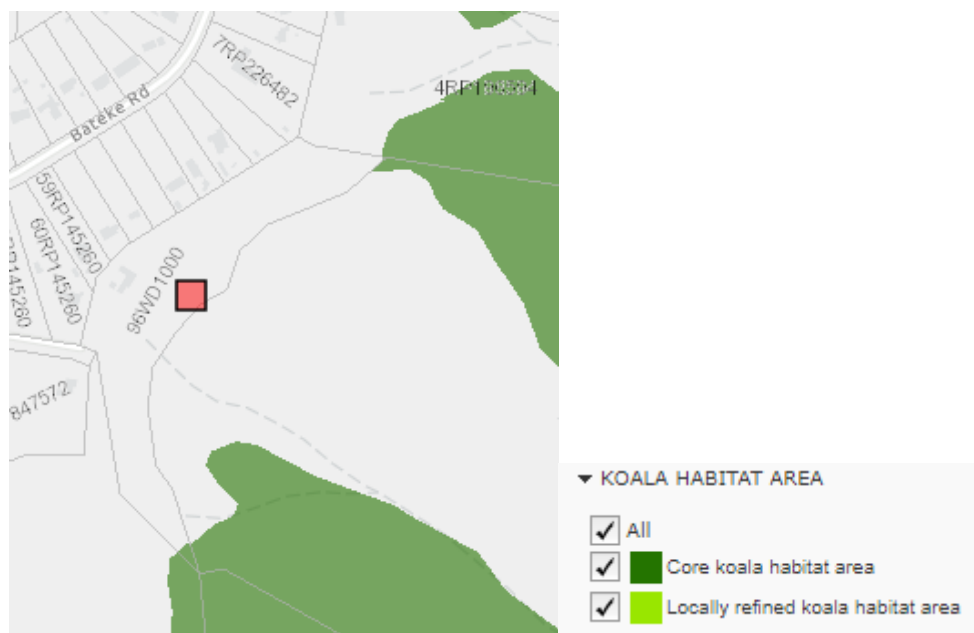 7RP226482
Bateke Rd
59RP145260
60RP145260
96WD1000
847572
KOALA HABITAT AREA
All
Core koala habitat area
Locally refined koala habitat area